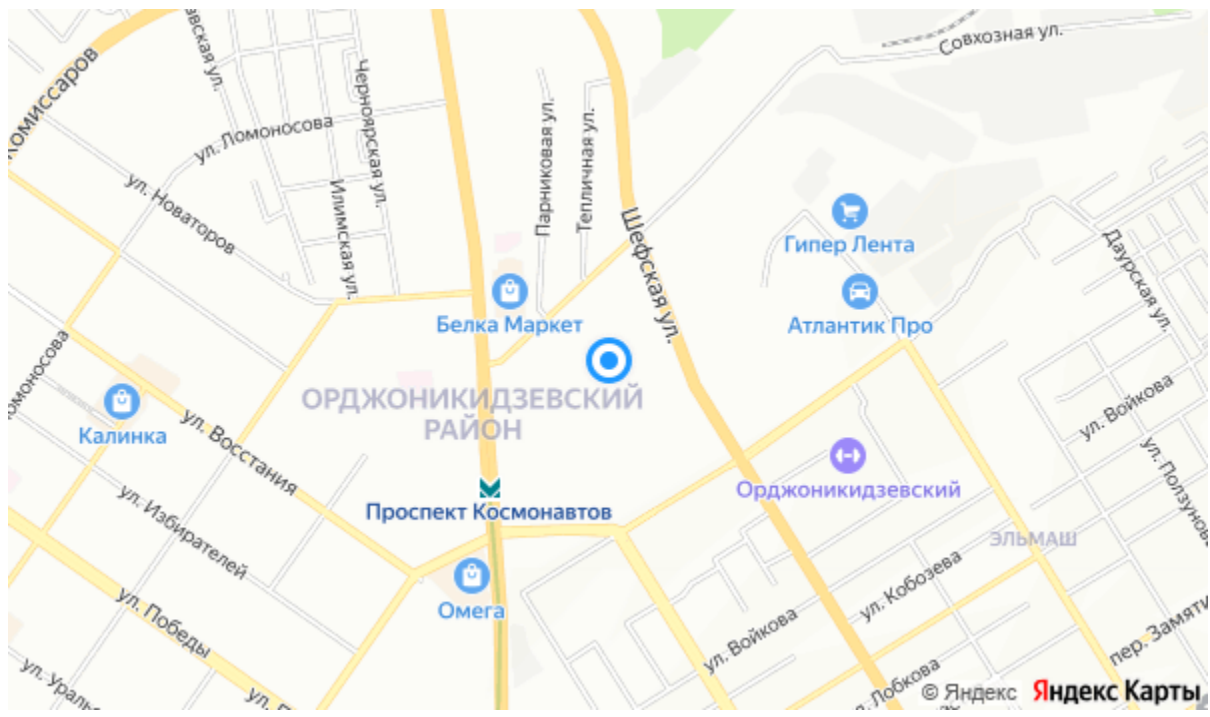 Совхозная ул.
Комиссаров
Черноярская ул.
ул. Ломоносова
Парниковая ул.
Тепличная ул.
ул. Новаторов
Илимская ул.
Шефская ул.
Гипер Лента
Даурская ул.
Белка Маркет
Атлантик Про
ОРДЖОНИКИДЗЕВСКИЙ
РАЙОН
Калинка
ул. Восстания
ул. Войкова
ул. Ползунова
Орджоникидзевский
Проспект Космонавтов
ул. Избирателей
ЭЛЬМАШ
Омега
ул. Кобозева
ул. Победы
ул. Войкова
ул. Лобкова
© Яндекс Яндекс Карты